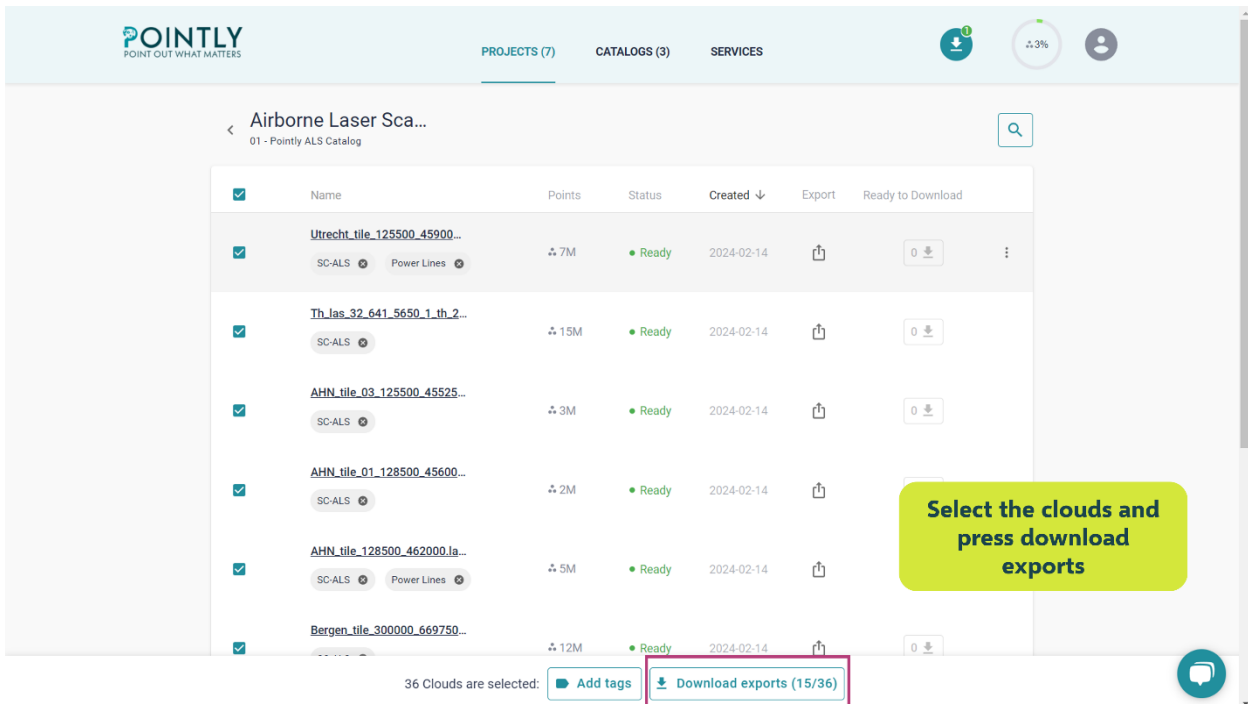 POINTLY
POINT OUT WHAT MATTERS
PROJECTS (7)
CATALOGS (3)
SERVICES
1
3%
Airborne Laser Sca...
01 - Pointly ALS Catalog
Name Points Status Created Export Ready to Download
Utrecht_tile_125500_45900...
SC-ALS Power Lines
7M Ready 2024-02-14 0
Th_las_32_641_5650_1_th_2...
SC-ALS
15M Ready 2024-02-14 0
AHN_tile_03_125500_45525...
SC-ALS
3M Ready 2024-02-14 0
AHN_tile_01_128500_45600...
SC-ALS
2M Ready 2024-02-14
AHN_tile_128500_462000.la...
SC-ALS Power Lines
5M Ready 2024-02-14
Bergen_tile_300000_669750...
12M Ready 2024-02-14 0
Select the clouds and
press download
exports
36 Clouds are selected: Add tags Download exports (15/36)